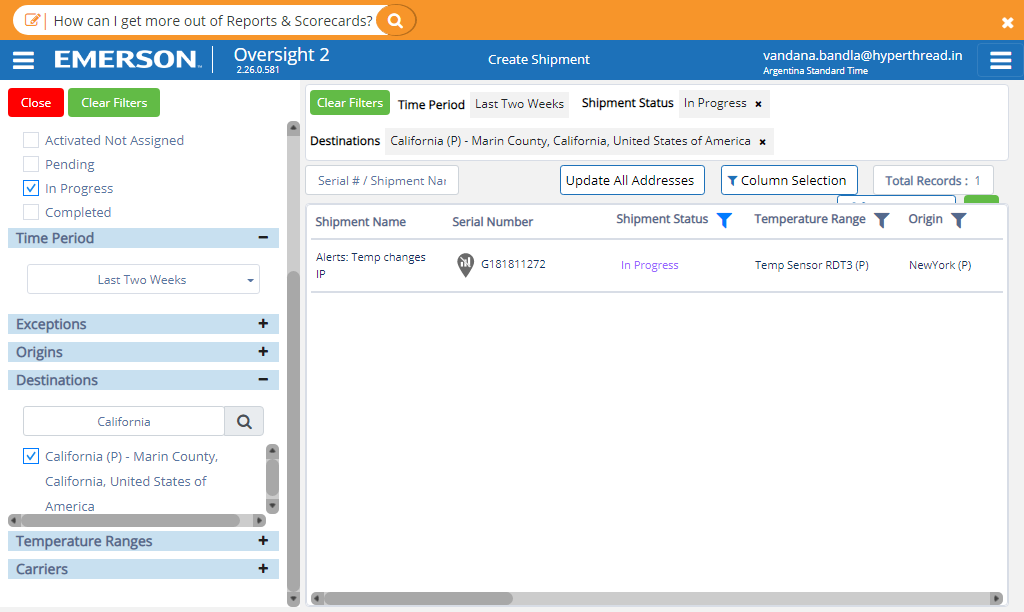 How can I get more out of Reports & Scorecards?
EMERSON
Oversight 2
2.26.0.581
Create Shipment
vandana.bandla@hyperthread.in
Argentina Standard Time
Close
Clear Filters
Activated Not Assigned
Pending
In Progress
Completed
Time Period
Last Two Weeks
Exceptions
Origins
Destinations
California
California (P) - Marin County,
California, United States of
America
Temperature Ranges
Carriers
Clear Filters
Time Period
Last Two Weeks
Shipment Status
In Progress ×
Destinations
California (P) - Marin County, California, United States of America ×
Serial # / Shipment Nar
Update All Addresses
Column Selection
Total Records : 1
Shipment Name
Serial Number
Shipment Status
Temperature Range
Origin
Alerts: Temp changes
IP
G181811272
In Progress
Temp Sensor RDT3 (P)
NewYork (P)